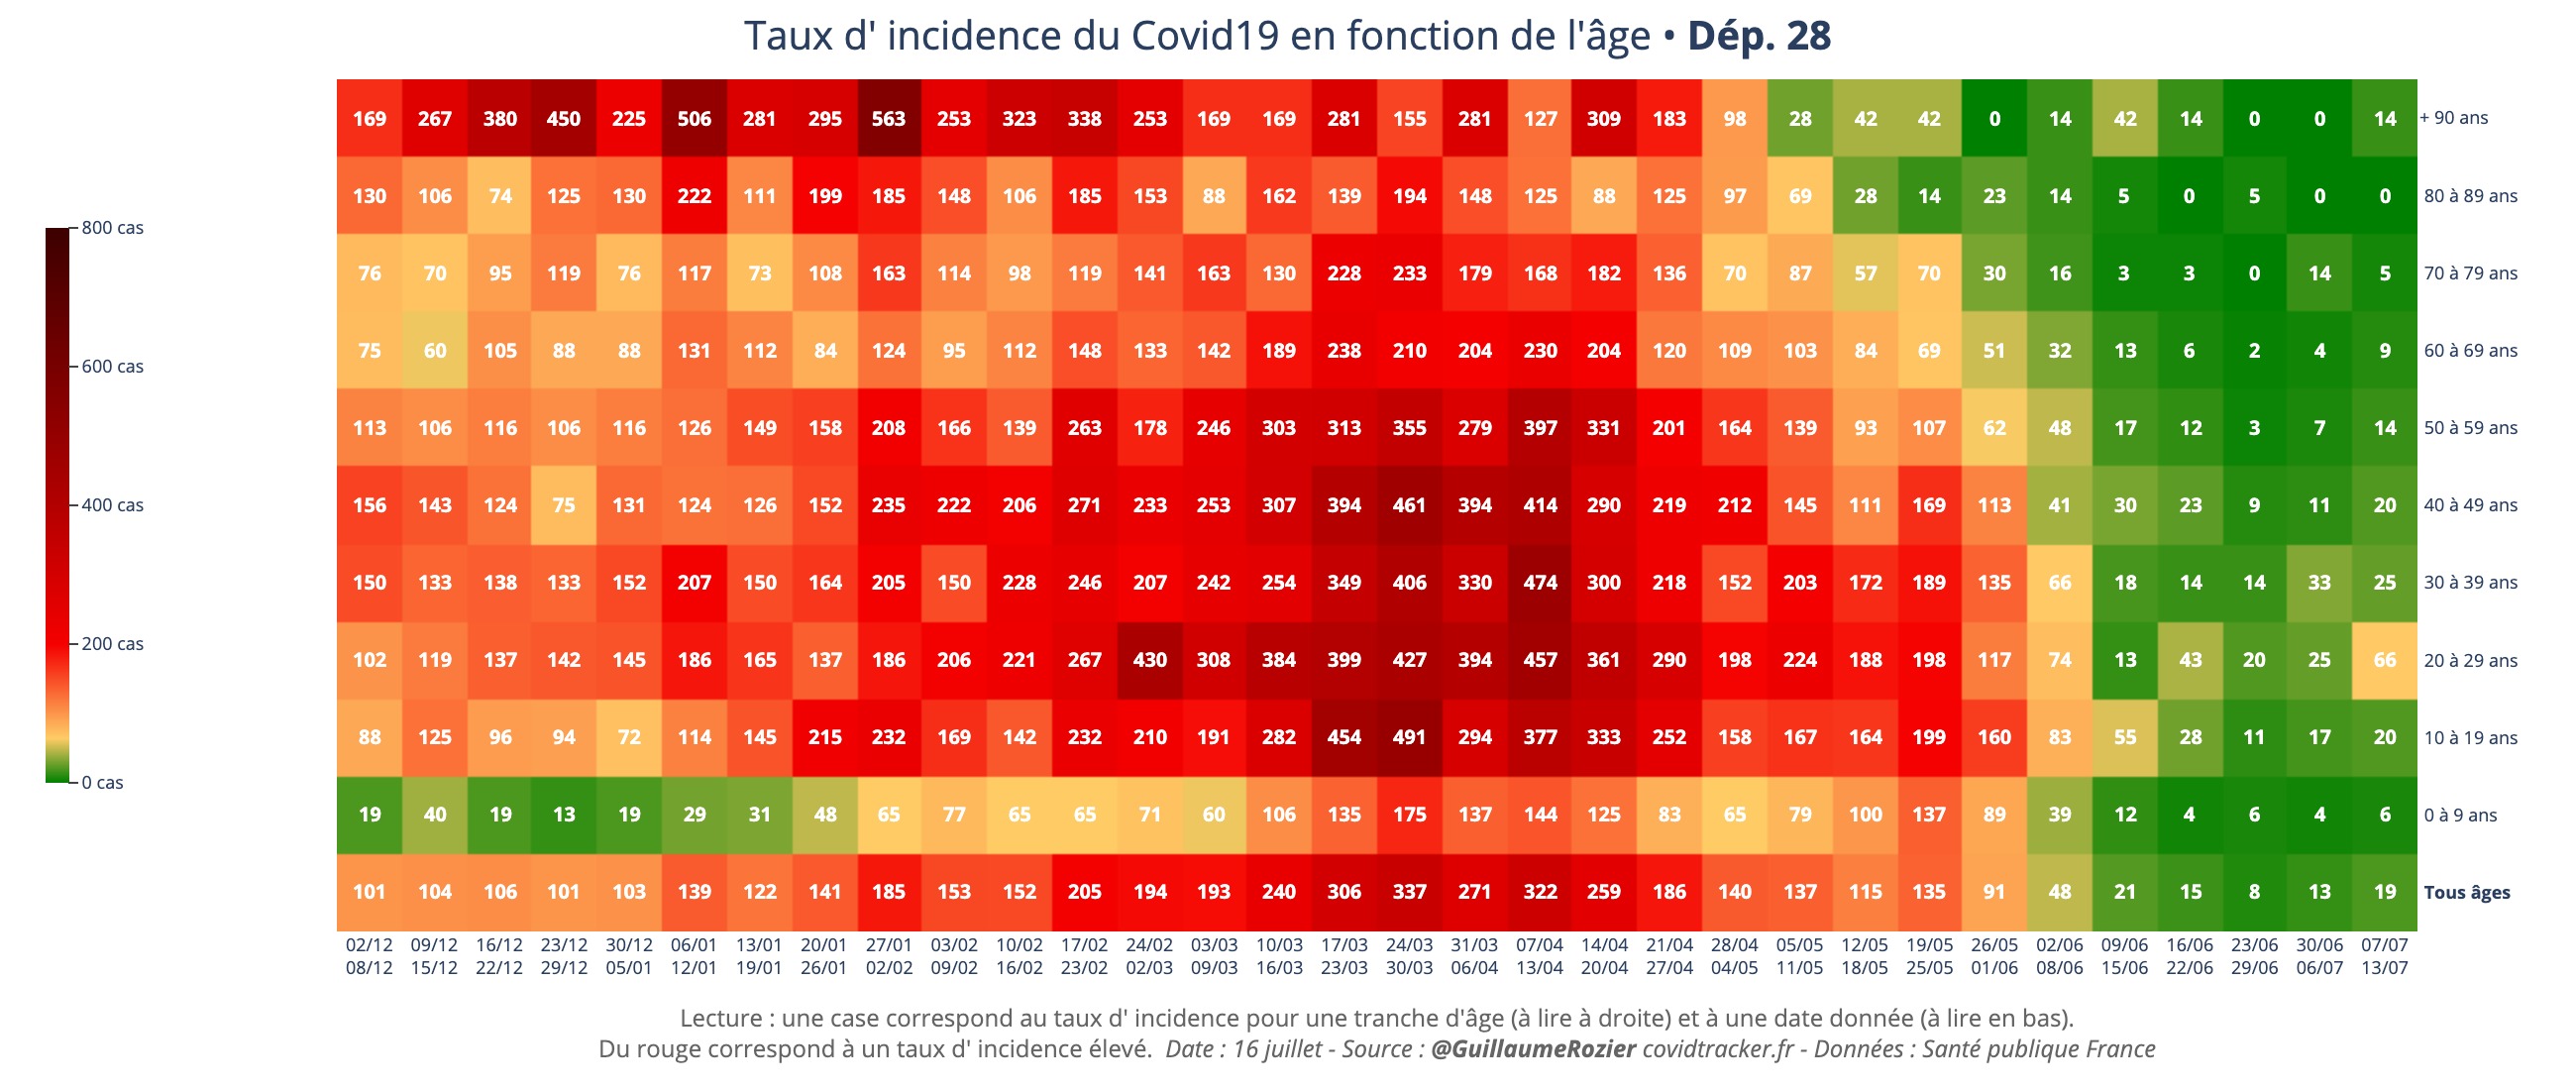 Taux d' incidence du Covid19 en fonction de l'âge • Dép. 28
169 267 380 450 225 506 281 295 563 253 323 338 253 169 169 281 155 281 127 309 183 98 28 42 42 0 14 42 14 0 0 14 + 90 ans
130 106 74 125 130 222 111 199 185 148 106 185 153 88 162 139 194 148 125 88 125 97 69 28 14 23 14 5 0 5 0 0 80 à 89 ans
800 cas
76 70 95 119 76 117 73 108 163 114 98 119 141 163 130 228 233 179 168 182 136 70 87 57 70 30 16 3 3 0 14 5 70 à 79 ans
75 60 105 88 88 131 112 84 124 95 112 148 133 142 189 238 210 204 230 204 120 109 103 84 69 51 32 13 6 2 4 9 60 à 69 ans
600 cas
113 106 116 106 116 126 149 158 208 166 139 263 178 246 303 313 355 279 397 331 201 164 139 93 107 62 48 17 12 3 7 14 50 à 59 ans
400 cas
156 143 124 75 131 124 126 152 235 222 206 271 233 253 307 394 461 394 414 290 219 212 145 111 169 113 41 30 23 9 11 20 40 à 49 ans
150 133 138 133 152 207 150 164 205 150 228 246 207 242 254 349 406 330 474 300 218 152 203 172 189 135 66 18 14 14 33 25 30 à 39 ans
200 cas
102 119 137 142 145 186 165 137 186 206 221 267 430 308 384 399 427 394 457 361 290 198 224 188 198 117 74 13 43 20 25 66 20 à 29 ans
88 125 96 94 72 114 145 215 232 169 142 232 210 191 282 454 491 294 377 333 252 158 167 164 199 160 83 55 28 11 17 20 10 à 19 ans
0 cas
19 40 19 13 19 29 31 48 65 77 65 65 71 60 106 135 175 137 144 125 83 65 79 100 137 89 39 12 4 6 4 6 0 à 9 ans
101 104 106 101 103 139 122 141 185 153 152 205 194 193 240 306 337 271 322 259 186 140 137 115 135 91 48 21 15 8 13 19 Tous âges
02/12 09/12 16/12 23/12 30/12 06/01 13/01 20/01 27/01 03/02 10/02 17/02 24/02 03/03 10/03 17/03 24/03 31/03 07/04 14/04 21/04 28/04 05/05 12/05 19/05 26/05 02/06 09/06 16/06 23/06 30/06 07/07
08/12 15/12 22/12 29/12 05/01 12/01 19/01 26/01 02/02 09/02 16/02 23/02 02/03 09/03 16/03 23/03 30/03 06/04 13/04 20/04 27/04 04/05 11/05 18/05 25/05 01/06 08/06 15/06 22/06 29/06 06/07 13/07
Lecture : une case correspond au taux d' incidence pour une tranche d'âge (à lire à droite) et à une date donnée (à lire en bas).
Du rouge correspond à un taux d' incidence élevé. Date : 16 juillet - Source : @GuillaumeRozier covidtracker.fr - Données : Santé publique France